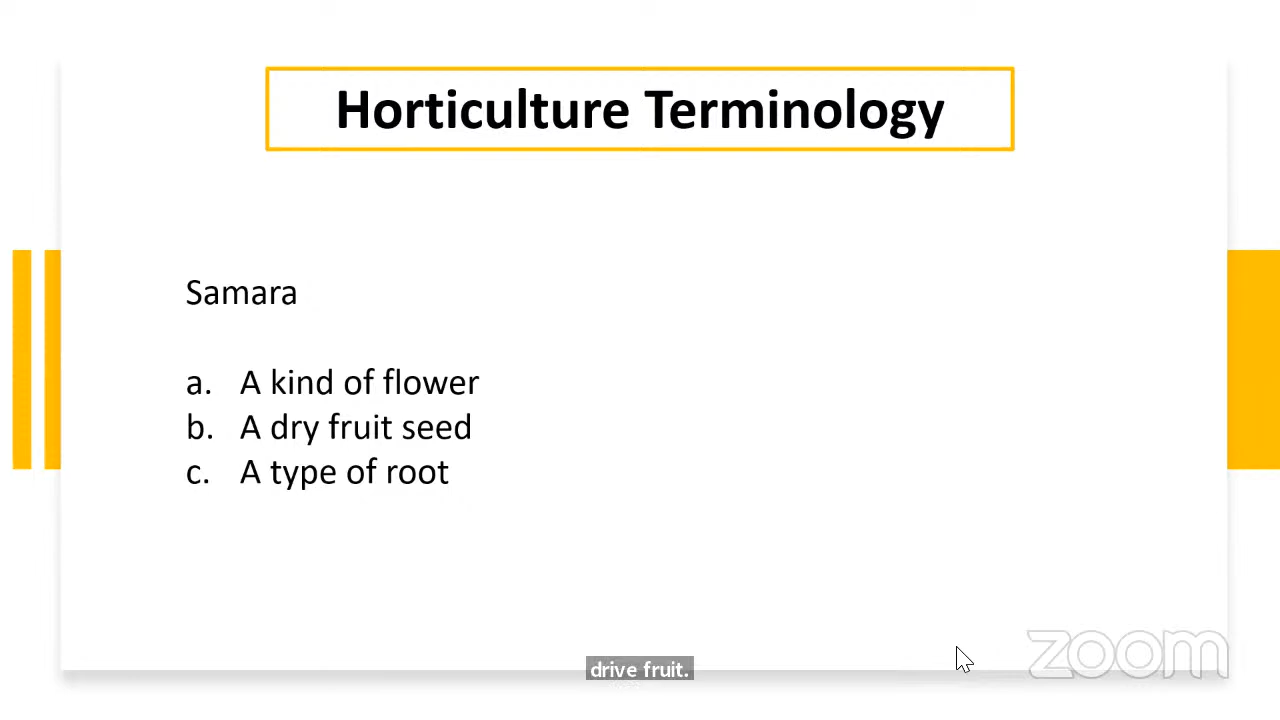 Horticulture Terminology
Samara
a. A kind of flower
b. A dry fruit seed
c. A type of root
zoom
drive fruit.